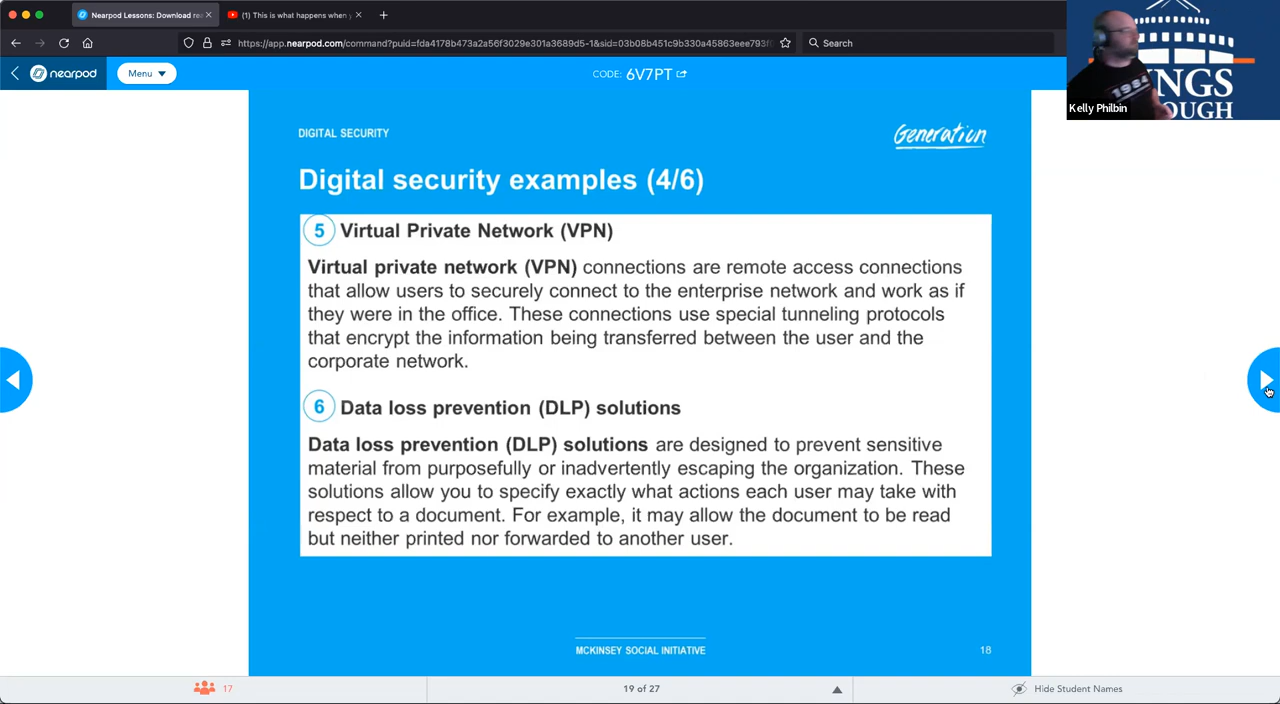 Nearpod Lessons: Download re
(1) This is what happens when
https://app.nearpod.com/command?puid=fda4178b473a2a56f3029e301a3689d5-1&sid=03b08b451c9b330a45863eee793f
Search
nearpod
Menu
CODE: 6V7PT
NGS
OUGH
1984
Kelly Philbin
DIGITAL SECURITY
Generation
Digital security examples (4/6)
5 Virtual Private Network (VPN)
Virtual private network (VPN) connections are remote access connections
that allow users to securely connect to the enterprise network and work as if
they were in the office. These connections use special tunneling protocols
that encrypt the information being transferred between the user and the
corporate network.
6 Data loss prevention (DLP) solutions
Data loss prevention (DLP) solutions are designed to prevent sensitive
material from purposefully or inadvertently escaping the organization. These
solutions allow you to specify exactly what actions each user may take with
respect to a document. For example, it may allow the document to be read
but neither printed nor forwarded to another user.
MCKINSEY SOCIAL INITIATIVE
18
17
19 of 27
Hide Student Names